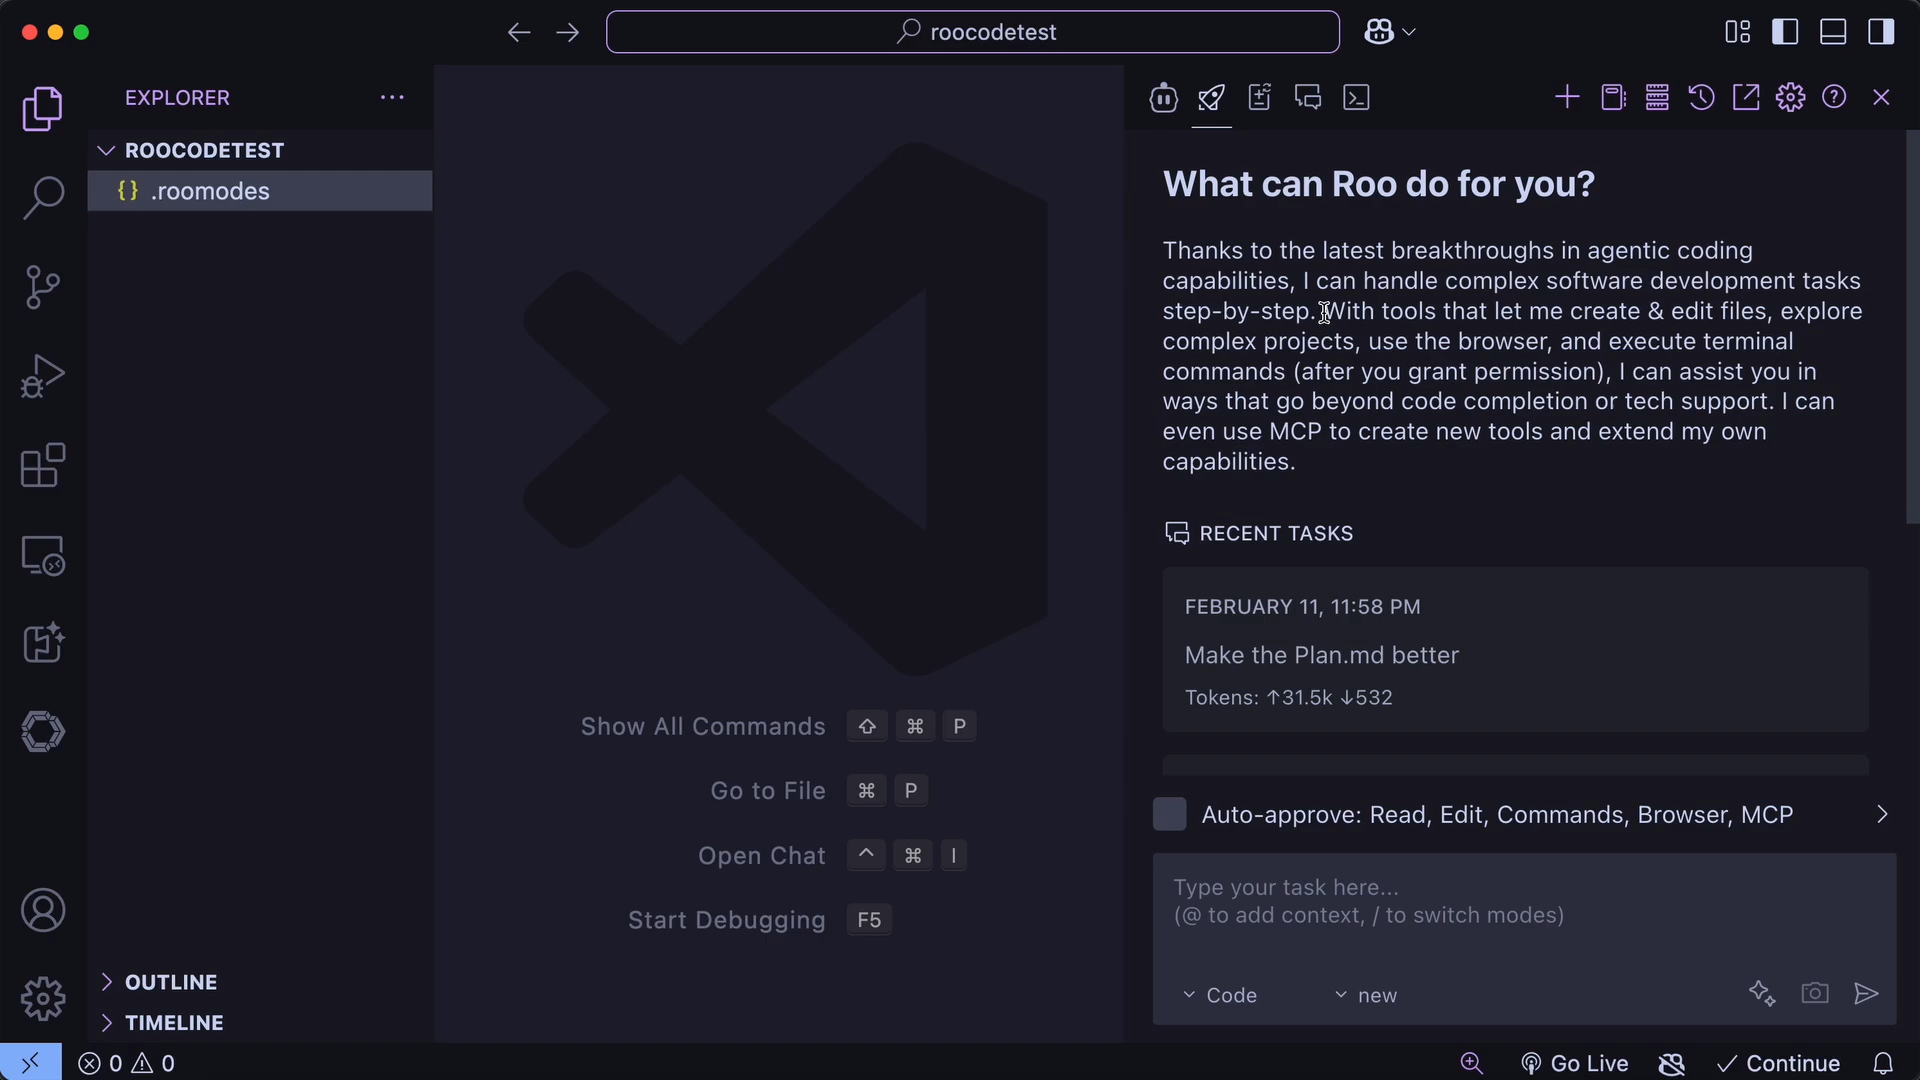 roocodetest
EXPLORER
ROOCODETEST
{} .roomodes
OUTLINE
TIMELINE
Show All Commands ⇧ ⌘ P
Go to File ⌘ P
Open Chat ^ ⌘ I
Start Debugging F5
What can Roo do for you?
Thanks to the latest breakthroughs in agentic coding
capabilities, I can handle complex software development tasks
step-by-step. With tools that let me create & edit files, explore
complex projects, use the browser, and execute terminal
commands (after you grant permission), I can assist you in
ways that go beyond code completion or tech support. I can
even use MCP to create new tools and extend my own
capabilities.
RECENT TASKS
FEBRUARY 11, 11:58 PM
Make the Plan.md better
Tokens: ↑31.5k ↓532
Auto-approve: Read, Edit, Commands, Browser, MCP
Type your task here...
(@ to add context, / to switch modes)
Code
new
0 0
Go Live
Continue